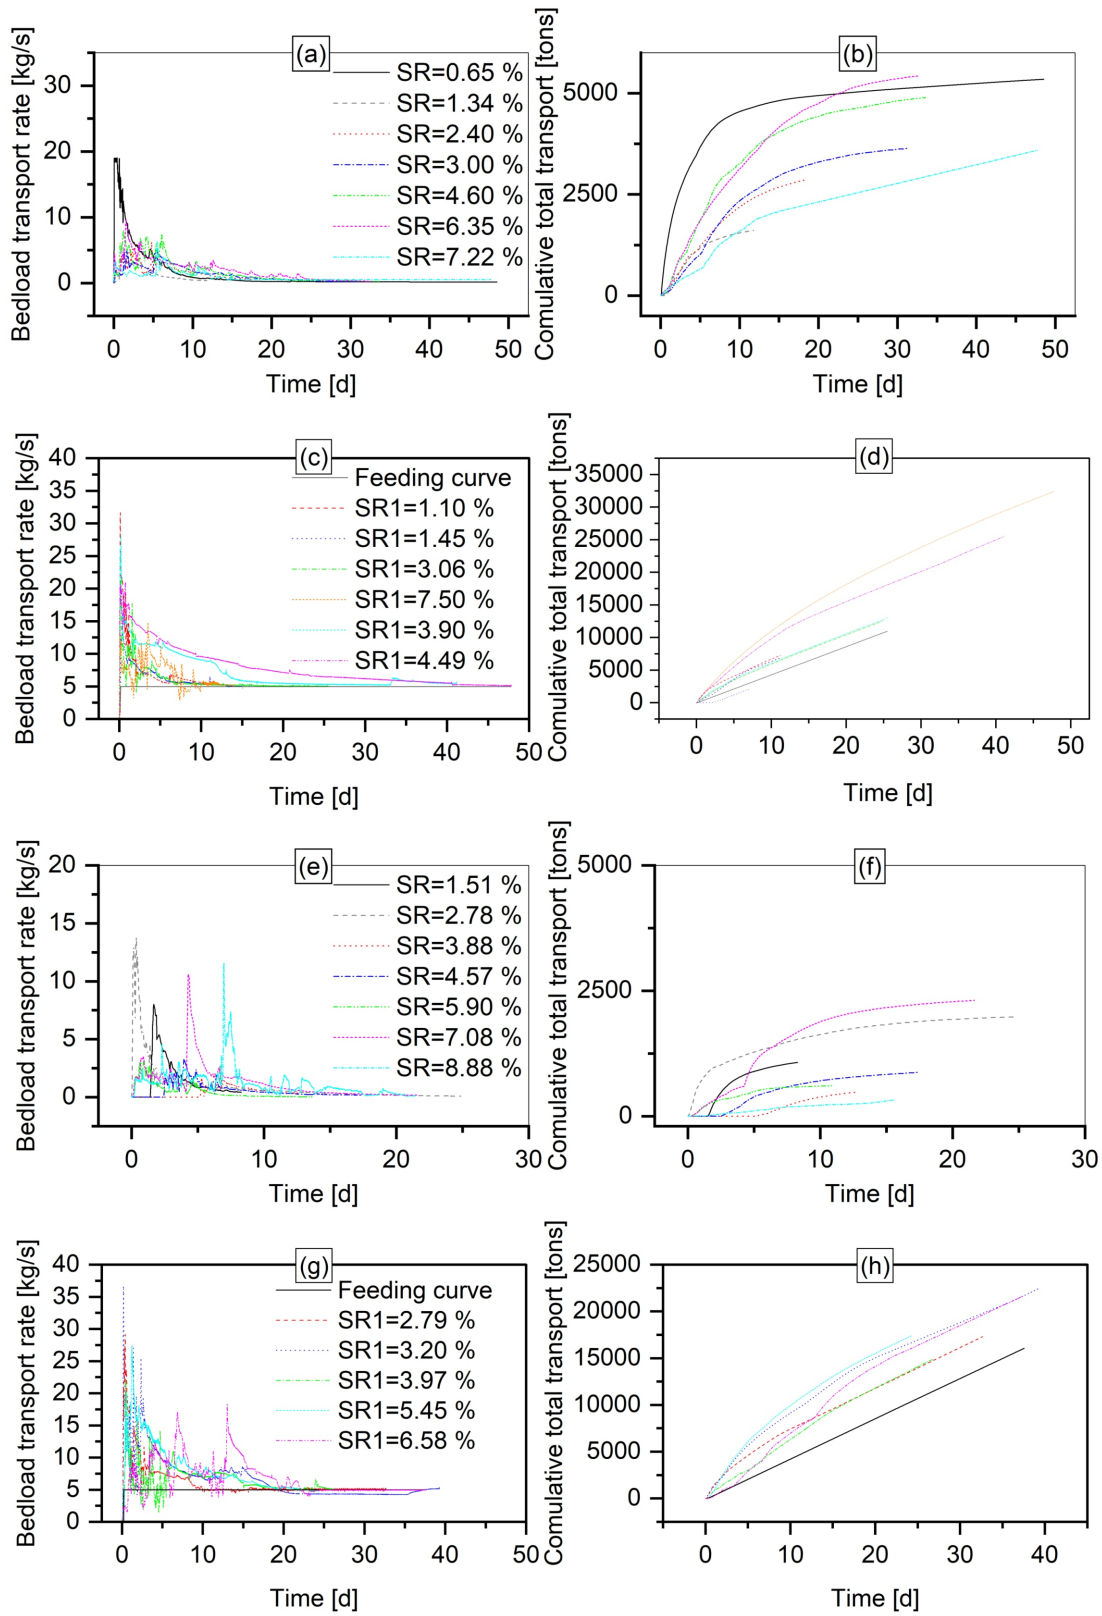 (a)
Bedload transport rate [kg/s]
30
20
10
0
0 10 20 30 40 50
Time [d]
SR=0.65 %
SR=1.34 %
SR=2.40 %
SR=3.00 %
SR=4.60 %
SR=6.35 %
SR=7.22 %
(b)
Comulative total transport [tons]
5000
2500
0
0 10 20 30 40 50
Time [d]
(c)
Bedload transport rate [kg/s]
40
35
30
25
20
15
10
5
0
0 10 20 30 40 50
Time [d]
Feeding curve
SR1=1.10 %
SR1=1.45 %
SR1=3.06 %
SR1=7.50 %
SR1=3.90 %
SR1=4.49 %
(d)
Comulative total transport [tons]
35000
30000
25000
20000
15000
10000
5000
0
0 10 20 30 40 50
Time [d]
(e)
Bedload transport rate [kg/s]
20
15
10
5
0
0 10 20 30
Time [d]
SR=1.51 %
SR=2.78 %
SR=3.88 %
SR=4.57 %
SR=5.90 %
SR=7.08 %
SR=8.88 %
(f)
Comulative total transport [tons]
5000
2500
0
0 10 20 30
Time [d]
(g)
Bedload transport rate [kg/s]
40
35
30
25
20
15
10
5
0
0 10 20 30 40 50
Time [d]
Feeding curve
SR1=2.79 %
SR1=3.20 %
SR1=3.97 %
SR1=5.45 %
SR1=6.58 %
(h)
Comulative total transport [tons]
25000
20000
15000
10000
5000
0
0 10 20 30 40
Time [d]